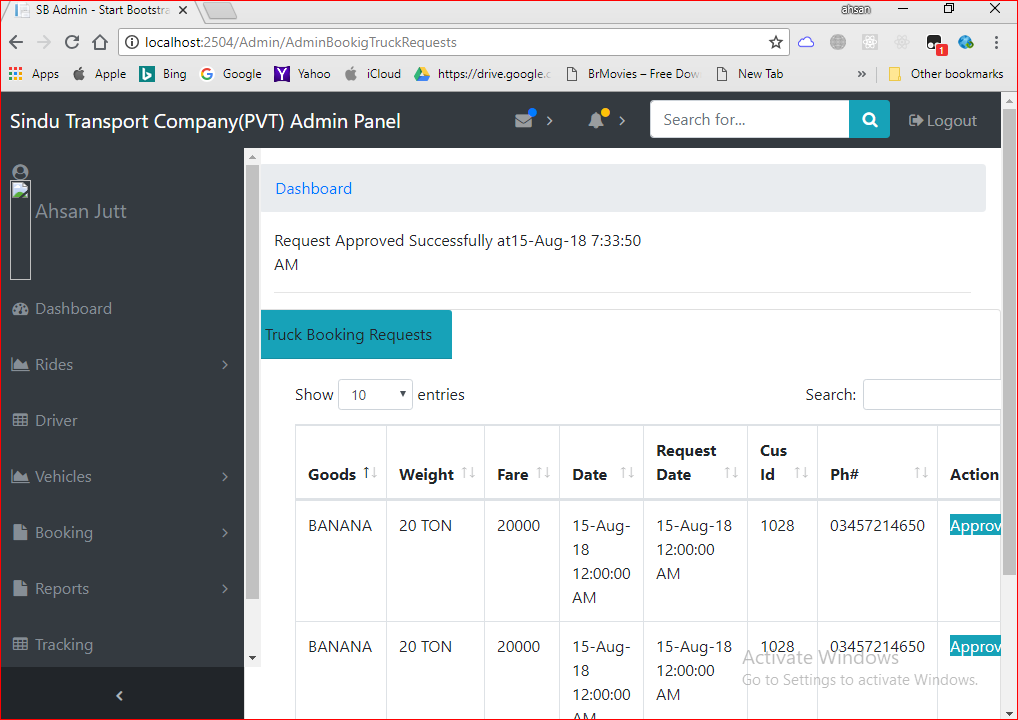 SB Admin - Start Bootstra
ahsan
localhost:2504/Admin/AdminBookigTruckRequests
1
Apps Apple Bing Google Yahoo iCloud https://drive.google.c BrMovies – Free Dow New Tab » Other bookmarks
Sindu Transport Company(PVT) Admin Panel
Search for...
Logout
Ahsan Jutt
Dashboard
Rides
Driver
Vehicles
Booking
Reports
Tracking
Dashboard
Request Approved Successfully at15-Aug-18 7:33:50
AM
Truck Booking Requests
Show 10 entries
Search:
Goods Weight Fare Date Request Date Cus Id Ph# Action
BANANA 20 TON 20000 15-Aug-18 12:00:00 AM 15-Aug-18 12:00:00 AM 1028 03457214650 Approv
BANANA 20 TON 20000 15-Aug-18 12:00:00 AM 15-Aug-18 12:00:00 AM 1028 03457214650 Approv
Activate Windows
Go to Settings to activate Windows.